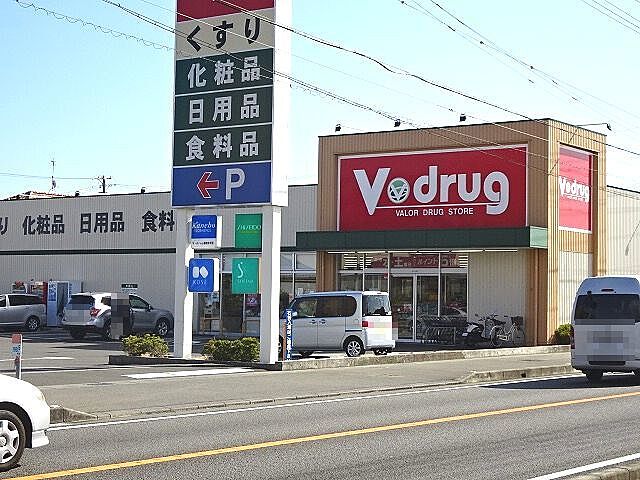 くすり
化粧品
日用品
食料品
P
Kanebo
SHISEIDO
KOSÉ
り 化粧品 日用品 食料
V drug
VALOR DRUG STORE
V drug